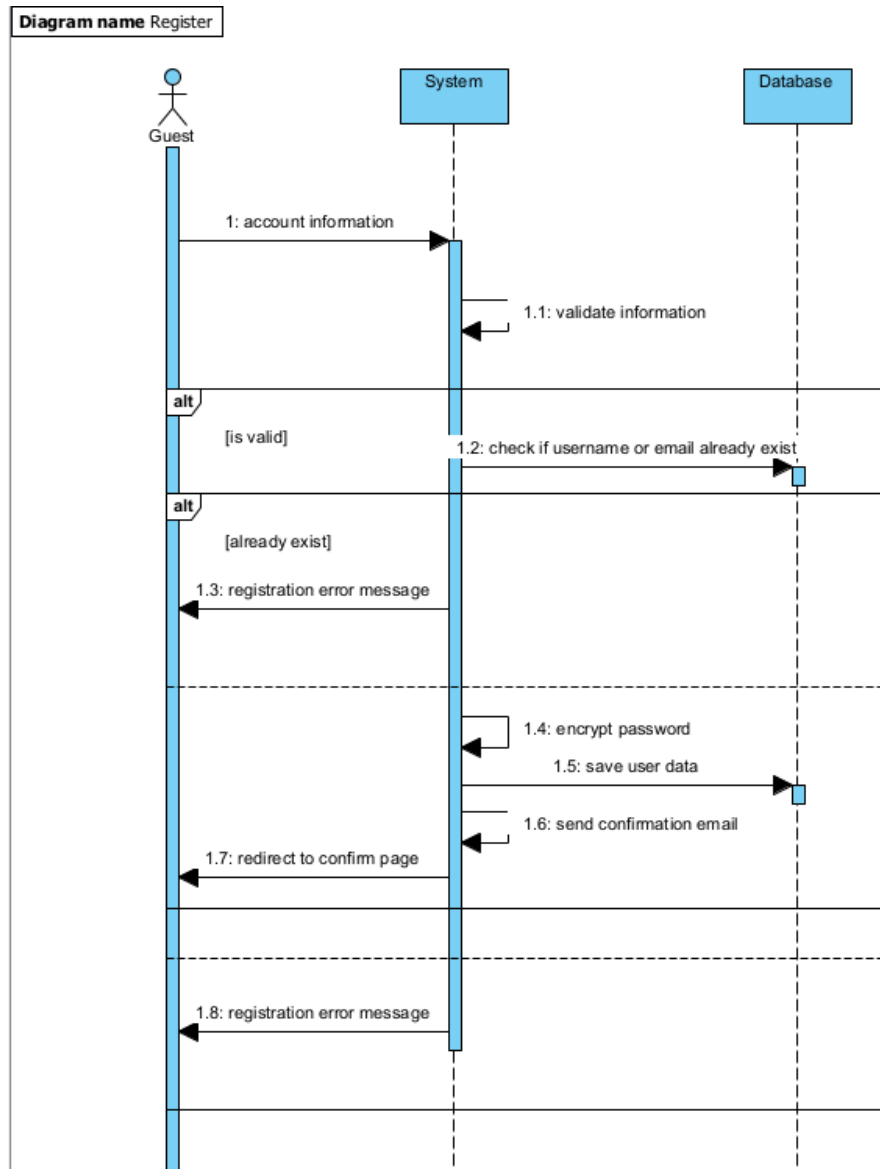 Diagram name Register
System
Database
Guest
1: account information
1.1: validate information
alt
[is valid]
1.2: check if username or email already exist
alt
[already exist]
1.3: registration error message
1.4: encrypt password
1.5: save user data
1.6: send confirmation email
1.7: redirect to confirm page
1.8: registration error message